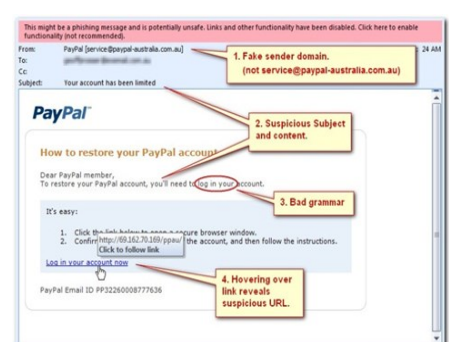 This might be a phishing message and is potentially unsafe. Links and other functionality have been disabled. Click here to enable
functionality (not recommended).
From: PayPal [service@paypal-australia.com.au]
24 AM
To:
Cc:
Subject: Your account has been limited
1. Fake sender domain.
(not service@paypal-australia.com.au)
PayPal
2. Suspicious Subject
and content.
How to restore your PayPal account
Dear PayPal member,
To restore your PayPal account, you'll need to log in your account.
3. Bad grammar
It's easy:
1. Click the link below to open a secure browser window.
2. Confirm the account, and then follow the instructions.
http://69.162.70.169/ppau/
Click to follow link
Log in your account now
4. Hovering over
link reveals
suspicious URL.
PayPal Email ID PP32260008777636